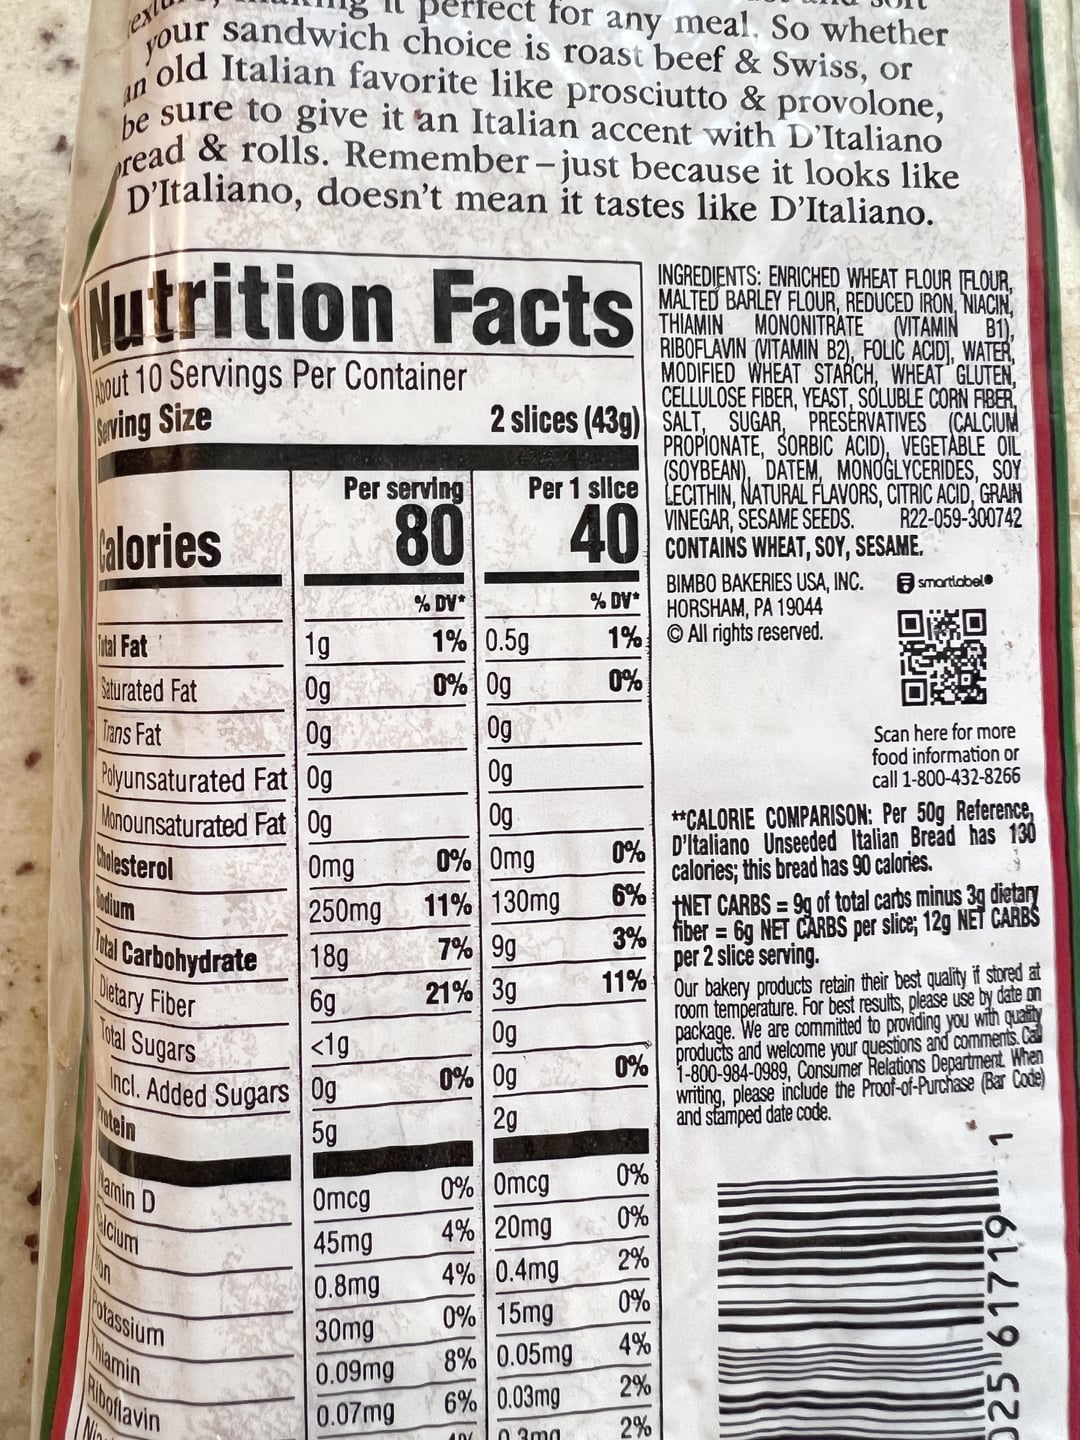 it perfect for any meal. So whether
your sandwich choice is roast beef & Swiss, or
an old Italian favorite like prosciutto & provolone,
be sure to give it an Italian accent with D'Italiano
bread & rolls. Remember – just because it looks like
D'Italiano, doesn't mean it tastes like D'Italiano.
Nutrition Facts
About 10 Servings Per Container
Serving Size 2 slices (43g)
Per serving Per 1 slice
Calories 80 40
% DV* % DV*
Total Fat 1g 1% 0.5g 1%
Saturated Fat 0g 0% 0g 0%
Trans Fat 0g 0g
Polyunsaturated Fat 0g 0g
Monounsaturated Fat 0g 0g
Cholesterol 0mg 0% 0mg 0%
Sodium 250mg 11% 130mg 6%
Total Carbohydrate 18g 7% 9g 3%
Dietary Fiber 6g 21% 3g 11%
Total Sugars <1g 0g
Incl. Added Sugars 0g 0% 0g 0%
Protein 5g 2g
Vitamin D 0mcg 0% 0mcg 0%
Calcium 45mg 4% 20mg 0%
Iron 0.8mg 4% 0.4mg 2%
Potassium 30mg 0% 15mg 0%
Thiamin 0.09mg 8% 0.05mg 4%
Riboflavin 0.07mg 6% 0.03mg 2%
0.3mg 2%
INGREDIENTS: ENRICHED WHEAT FLOUR [FLOUR,
MALTED BARLEY FLOUR, REDUCED IRON, NIACIN,
THIAMIN MONONITRATE (VITAMIN B1),
RIBOFLAVIN (VITAMIN B2), FOLIC ACID], WATER,
MODIFIED WHEAT STARCH, WHEAT GLUTEN,
CELLULOSE FIBER, YEAST, SOLUBLE CORN FIBER,
SALT, SUGAR, PRESERVATIVES (CALCIUM
PROPIONATE, SORBIC ACID), VEGETABLE OIL
(SOYBEAN), DATEM, MONOGLYCERIDES, SOY
LECITHIN, NATURAL FLAVORS, CITRIC ACID, GRAIN
VINEGAR, SESAME SEEDS. R22-059-300742
CONTAINS WHEAT, SOY, SESAME.
BIMBO BAKERIES USA, INC.
HORSHAM, PA 19044
© All rights reserved.
smartlabel
Scan here for more
food information or
call 1-800-432-8266
**CALORIE COMPARISON: Per 50g Reference,
D'Italiano Unseeded Italian Bread has 130
calories; this bread has 90 calories.
†NET CARBS = 9g of total carbs minus 3g dietary
fiber = 6g NET CARBS per slice; 12g NET CARBS
per 2 slice serving.
Our bakery products retain their best quality if stored at
room temperature. For best results, please use by date on
package. We are committed to providing you with quality
products and welcome your questions and comments. Call
1-800-984-0989, Consumer Relations Department. When
writing, please include the Proof-of-Purchase (Bar Code)
and stamped date code.
025 61719 1